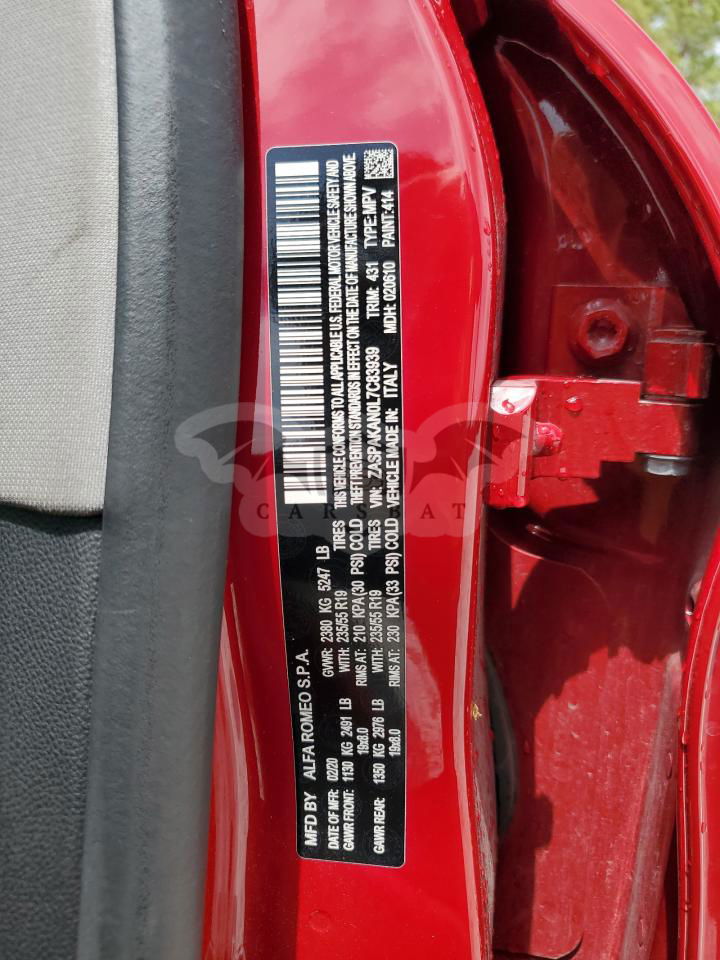 MFD BY ALFA ROMEO S.P.A.
DATE OF MFR: 02/20 GVWR: 2380 KG 5247 LB
GAWR FRONT: 1130 KG 2491 LB WITH: 235/55 R19 TIRES
19x8.0 RIMS AT: 210 KPA(30 PSI) COLD
GAWR REAR: 1350 KG 2976 LB WITH: 235/55 R19 TIRES
19x8.0 RIMS AT: 230 KPA(33 PSI) COLD
THIS VEHICLE CONFORMS TO ALL APPLICABLE U.S. FEDERAL MOTOR VEHICLE SAFETY AND
THEFT PREVENTION STANDARDS IN EFFECT ON THE DATE OF MANUFACTURE SHOWN ABOVE.
VIN: ZASPAKAN0L7C83939 TRIM: 431 TYPE:MPV
VEHICLE MADE IN: ITALY MDH: 020610 PAINT:414
CARSBAT